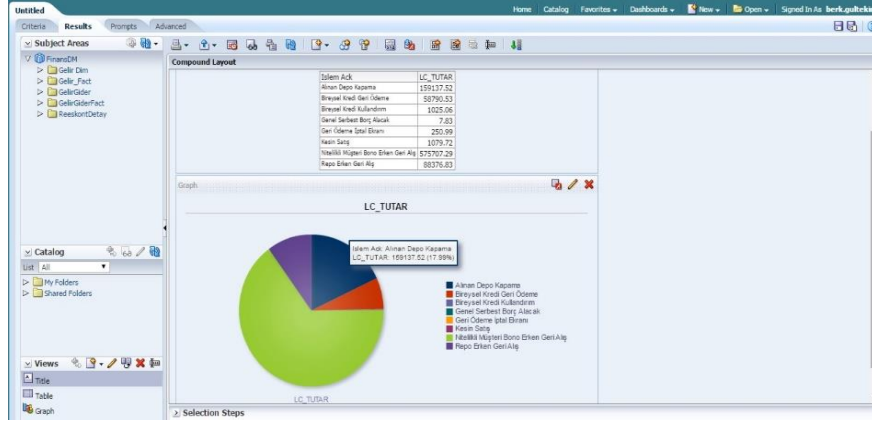 Untitled
Home Catalog Favorites Dashboards New Open Signed In As berk.gulteki
Criteria Results Prompts Advanced
Subject Areas
FinansDM
Gelir Dim
Gelir_Fact
GelirGider
GelirGiderFact
ReeskontDetay
Compound Layout
Islem Ack LC_TUTAR
Alınan Depo Kapama 159137.52
Bireysel Kredi Geri Ödeme 58790.53
Bireysel Kredi Kullandırım 1025.06
Genel Serbest Borç Alacak 7.83
Geri Ödeme İptal Ekranı 250.99
Kesin Satış 1079.72
Nitelikli Müşteri Bono Erken Geri Alış 575707.29
Repo Erken Geri Alış 88376.83
Graph
LC_TUTAR
Islem Ack: Alınan Depo Kapama
LC_TUTAR: 159137.52 (17.99%)
Alınan Depo Kapama
Bireysel Kredi Geri Ödeme
Bireysel Kredi Kullandırım
Genel Serbest Borç Alacak
Geri Ödeme İptal Ekranı
Kesin Satış
Nitelikli Müşteri Bono Erken Geri Alış
Repo Erken Geri Alış
LC_TUTAR
Catalog
List All
My Folders
Shared Folders
Views
Title
Table
Graph
Selection Steps